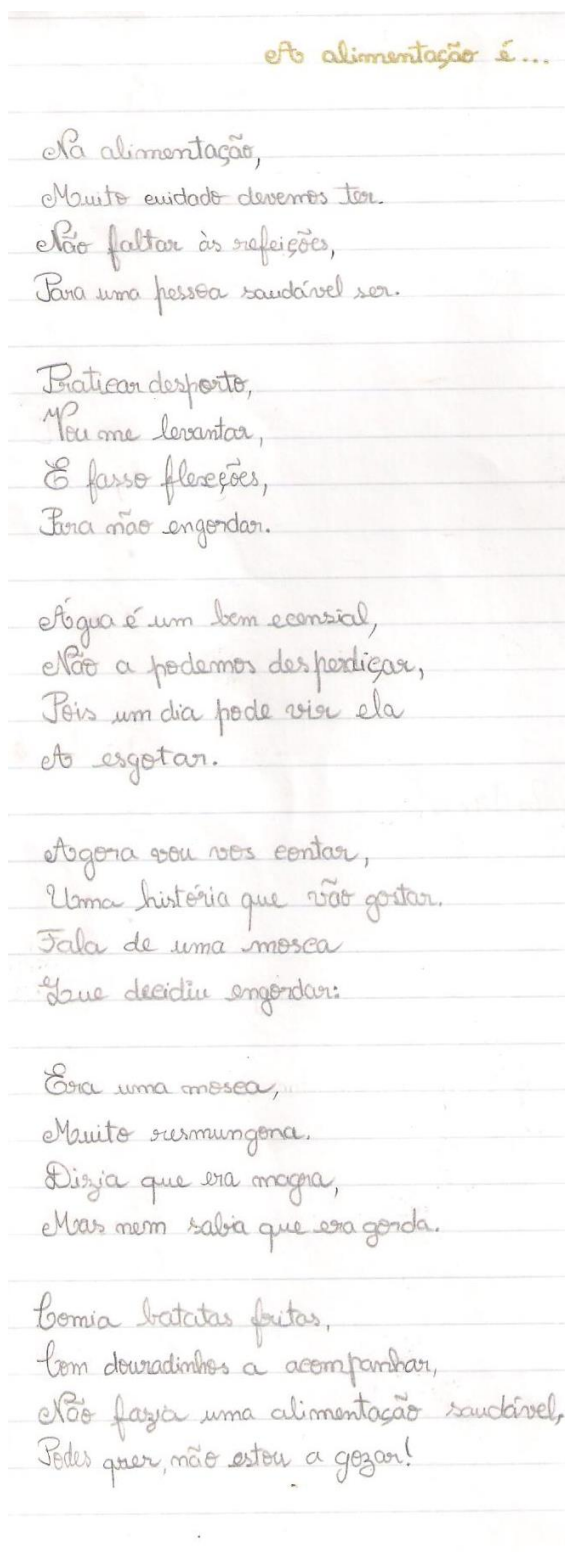 A alimentação é...
Na alimentação,
Muito cuidado devemos ter.
Não faltar às refeições,
Para uma pessoa saudável ser.
Praticar desporto,
Vou me levantar,
E fasso flexeções,
Para não engordar.
Água é um bem ecensial,
Não a podemos desperdiçar,
Pois um dia pode vir ela
A esgotar.
Agora vou vos contar,
Uma história que vão gostar.
Fala de uma mosca
Que decidiu engordar:
Era uma mosca,
Muito resmungona.
Dizia que era magra,
Mas nem sabia que era gorda.
Comia batatas fritas,
Com douradinhos a acompanhar,
Não fazia uma alimentação saudável,
Podes quer, não estou a gozar!